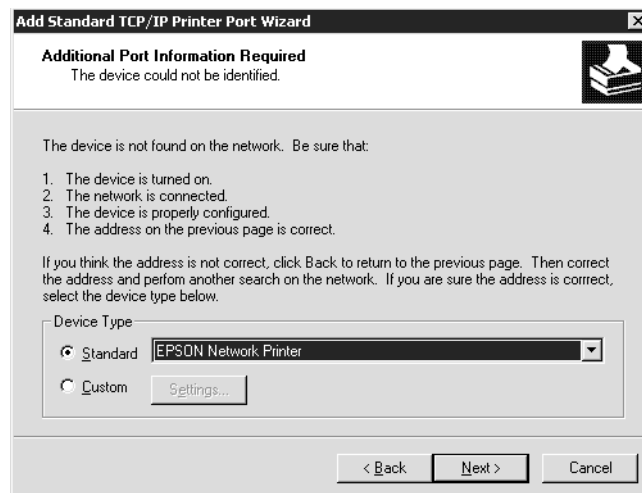 Add Standard TCP/IP Printer Port Wizard
Additional Port Information Required
The device could not be identified.
The device is not found on the network.  Be sure that:
1.  The device is turned on.
2.  The network is connected.
3.  The device is properly configured.
4.  The address on the previous page is correct.
If you think the address is not correct, click Back to return to the previous page.  Then correct
the address and perfom another search on the network.  If you are sure the address is corrrect,
select the device type below.
Device Type
Standard EPSON Network Printer
Custom Settings...
< Back Next > Cancel